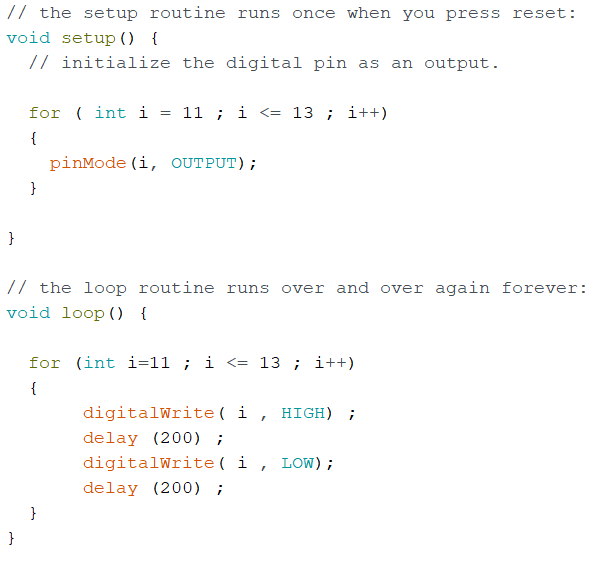 // the setup routine runs once when you press reset:
void setup() {
  // initialize the digital pin as an output.
  for ( int i = 11 ; i <= 13 ; i++)
  {
    pinMode(i, OUTPUT);
  }
}
// the loop routine runs over and over again forever:
void loop() {
  for (int i=11 ; i <= 13 ; i++)
  {
       digitalWrite( i , HIGH) ;
       delay (200) ;
       digitalWrite( i , LOW);
       delay (200) ;
  }
}